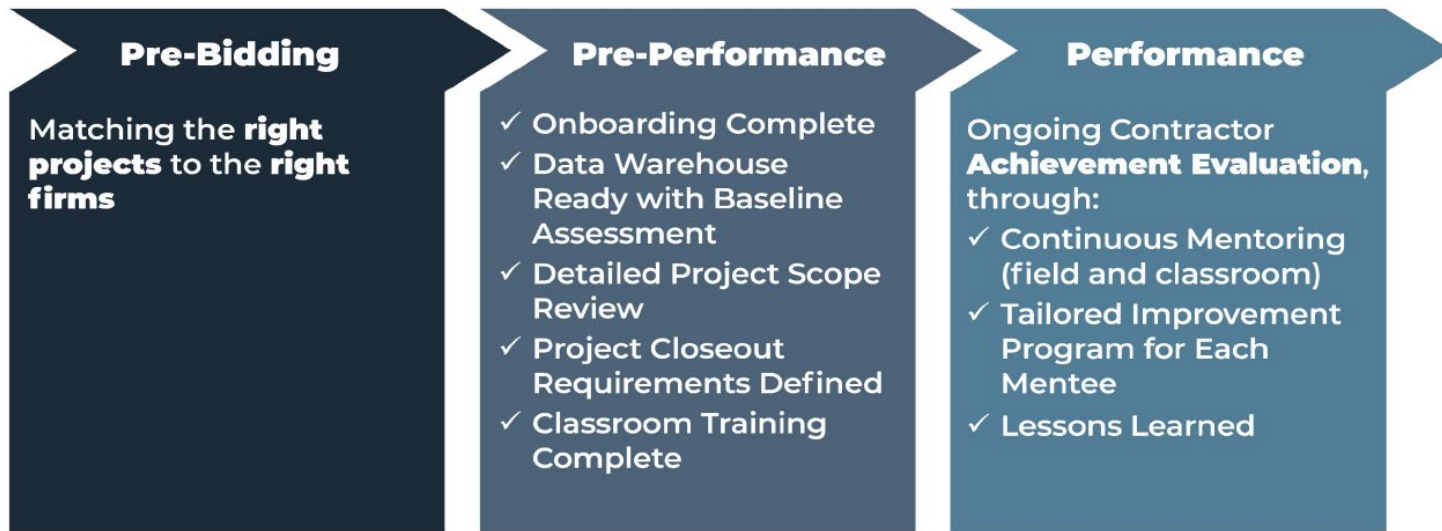 Pre-Bidding
Matching the right
projects to the right
firms
Pre-Performance
✓ Onboarding Complete
✓ Data Warehouse
Ready with Baseline
Assessment
✓ Detailed Project Scope
Review
✓ Project Closeout
Requirements Defined
✓ Classroom Training
Complete
Performance
Ongoing Contractor
Achievement Evaluation,
through:
✓ Continuous Mentoring
(field and classroom)
✓ Tailored Improvement
Program for Each
Mentee
✓ Lessons Learned